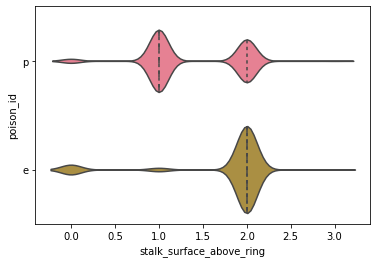 p
e
poison_id
0.0 0.5 1.0 1.5 2.0 2.5 3.0
stalk_surface_above_ring